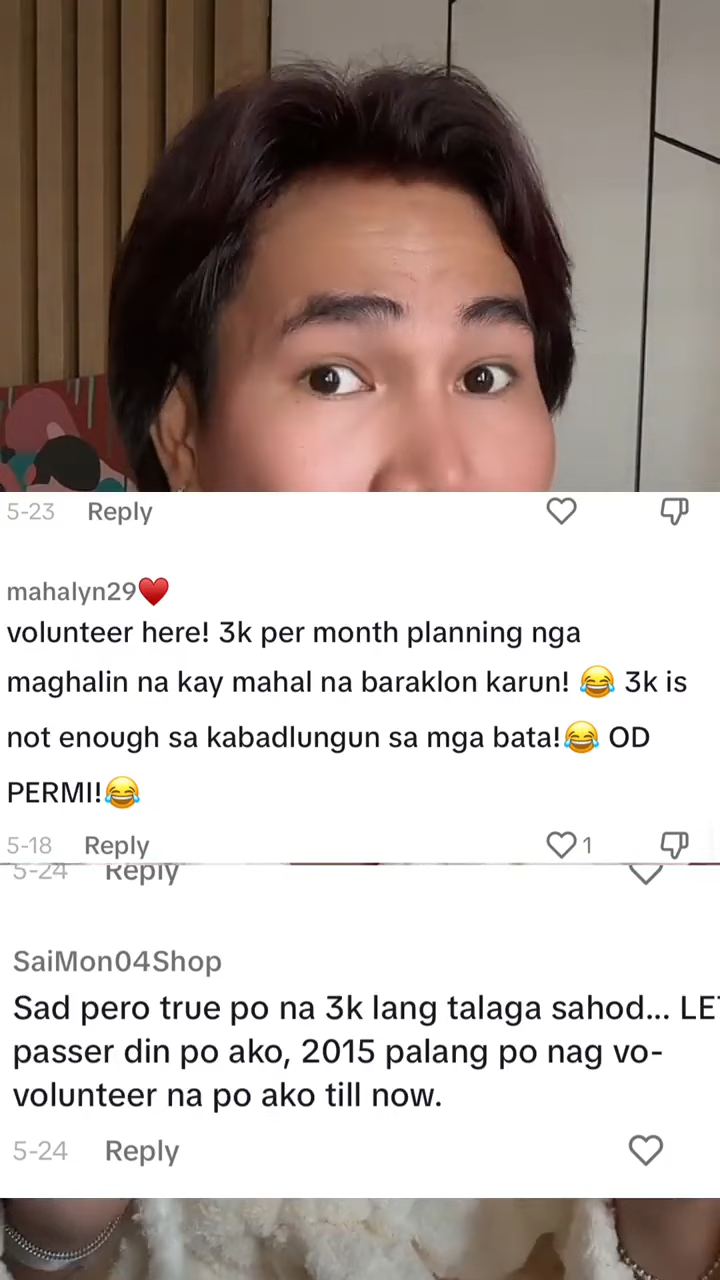 5-23 Reply
mahalyn29❤️
volunteer here! 3k per month planning nga
maghalin na kay mahal na baraklon karun! 😂 3k is
not enough sa kabadlungun sa mga bata!😂 OD
PERMI!😂
5-18 Reply 1
5-24 Reply
SaiMon04Shop
Sad pero true po na 3k lang talaga sahod... LE
passer din po ako, 2015 palang po nag vo-
volunteer na po ako till now.
5-24 Reply